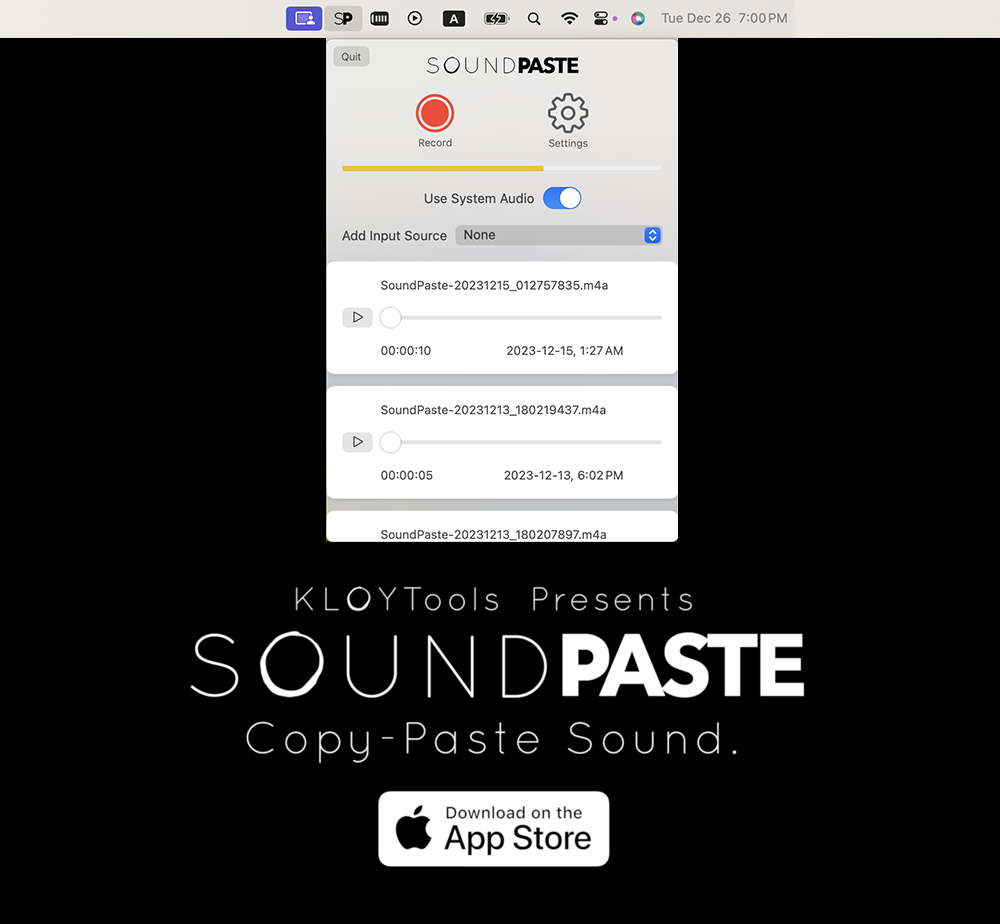 SP
A
Tue Dec 26 7:00 PM
Quit
SOUNDPASTE
Record
Settings
Use System Audio
Add Input Source
None
SoundPaste-20231215_012757835.m4a
00:00:10
2023-12-15, 1:27 AM
SoundPaste-20231213_180219437.m4a
00:00:05
2023-12-13, 6:02 PM
SoundPaste-20231213_180207897.m4a
KLOYTools Presents
SOUNDPASTE
Copy-Paste Sound.
Download on the
App Store